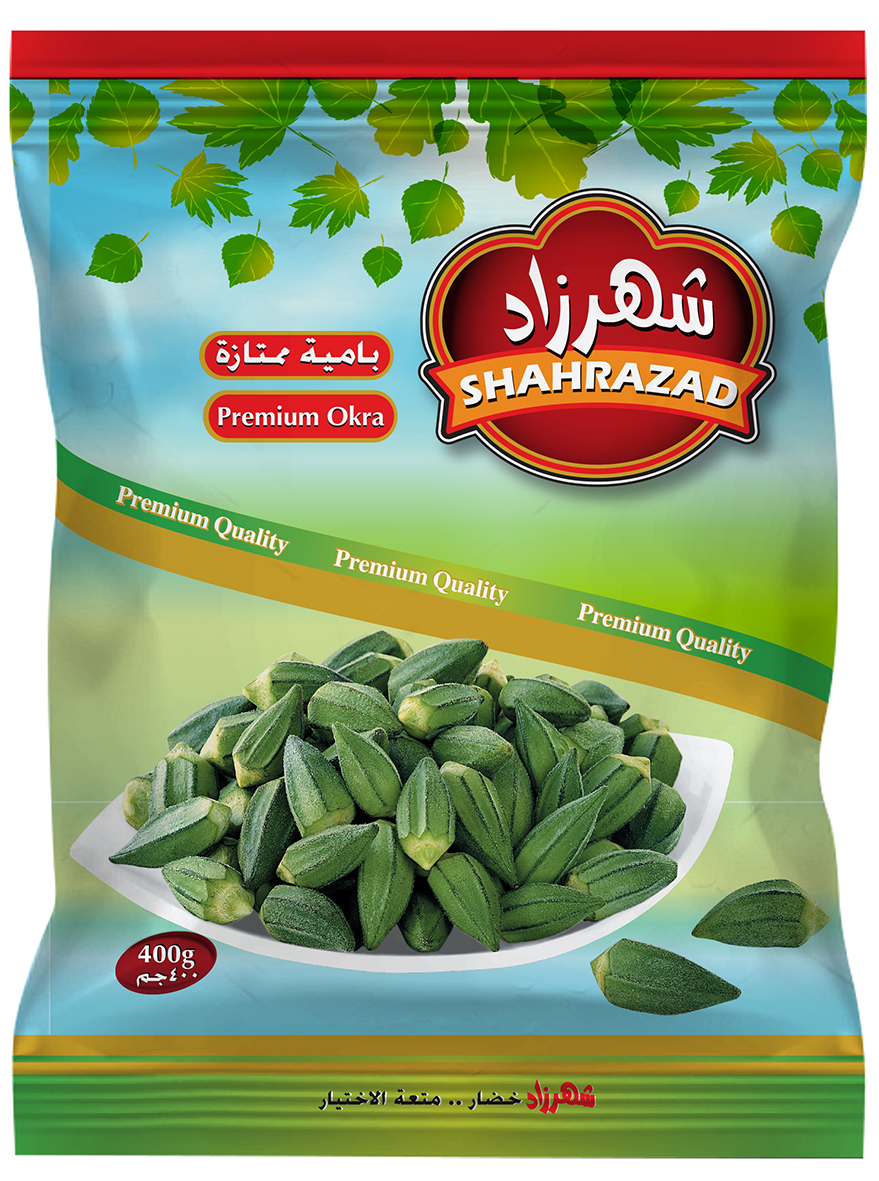 شهرزاد
SHAHRAZAD
بامية ممتازة
Premium Okra
Premium Quality
Premium Quality
Premium Quality
400g
٤٠٠جم
شهرزاد خضار .. متعة الاختيار